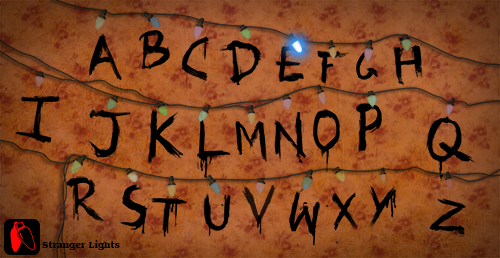 A B C D E F G H
I J K L M N O P Q
R S T U V W X Y Z
Stranger Lights